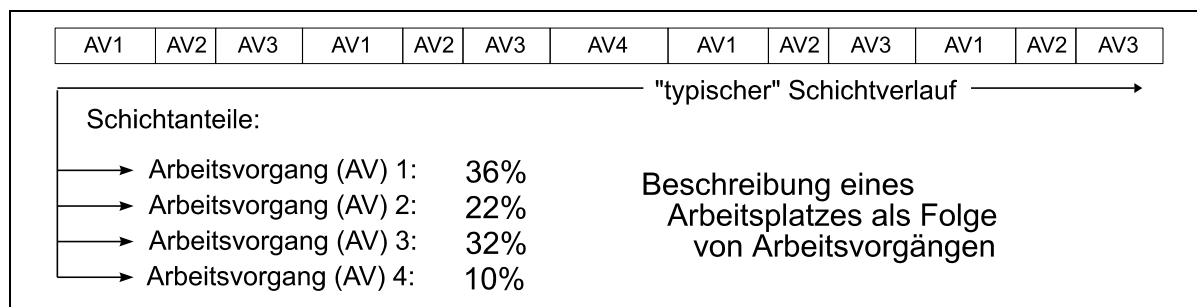 AV1 AV2 AV3 AV1 AV2 AV3 AV4 AV1 AV2 AV3 AV1 AV2 AV3
"typischer" Schichtverlauf
Schichtanteile:
Arbeitsvorgang (AV) 1: 36%
Arbeitsvorgang (AV) 2: 22%
Arbeitsvorgang (AV) 3: 32%
Arbeitsvorgang (AV) 4: 10%
Beschreibung eines
Arbeitsplatzes als Folge
von Arbeitsvorgängen